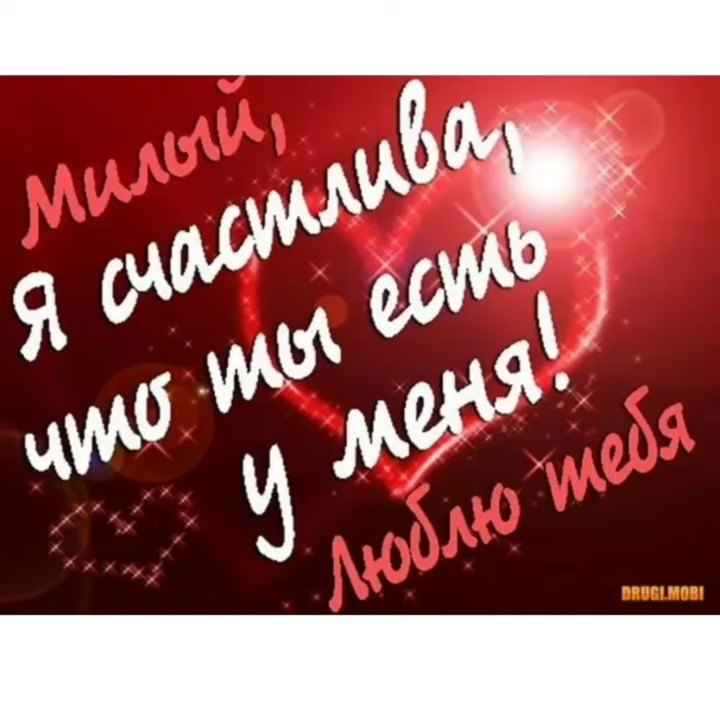 Милый,
Я счастлива,
что ты есть
у меня!
Люблю тебя
DRUGI.MOBI